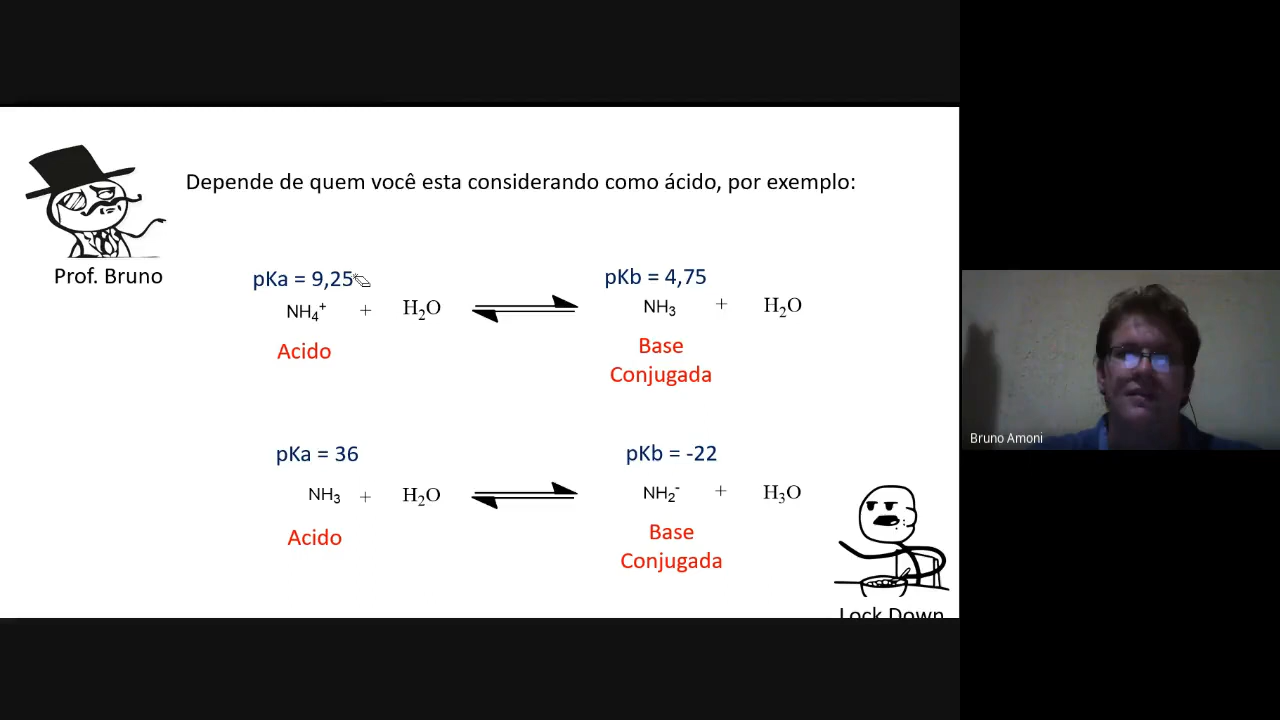 Depende de quem você esta considerando como ácido, por exemplo:
Prof. Bruno
pKa = 9,25
pKb = 4,75
NH₄⁺ + H₂O ⇌ NH₃ + H₂O
Acido
Base
Conjugada
pKa = 36
pKb = -22
NH₃ + H₂O ⇌ NH₂⁻ + H₃O
Acido
Base
Conjugada
Lock Down
Bruno Amoni